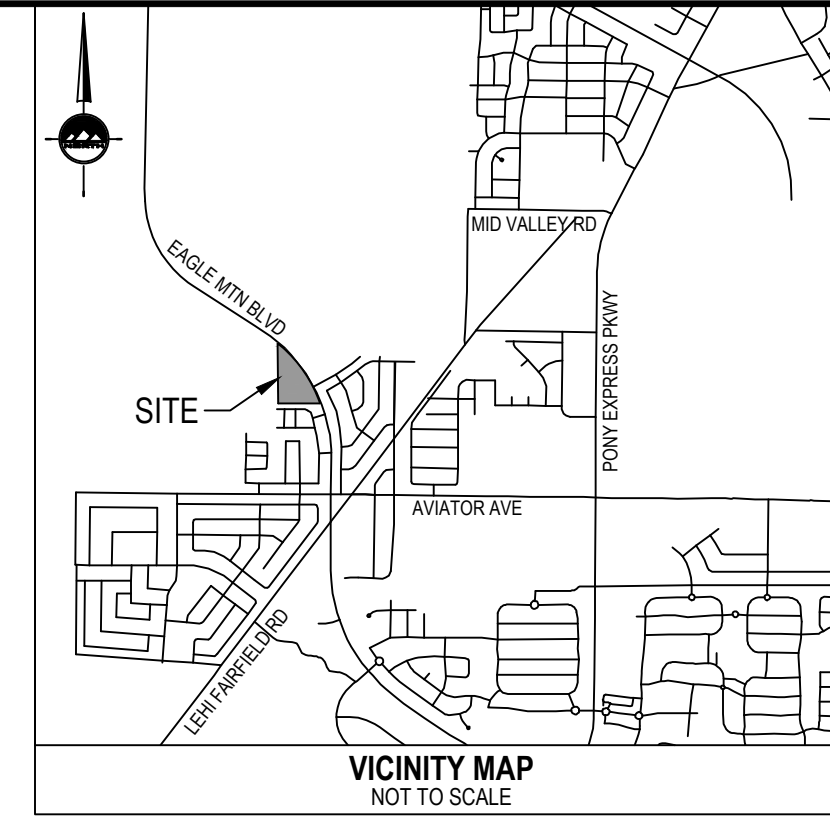 MID VALLEY RD
EAGLE MTN BLVD
PONY EXPRESS PKWY
SITE
AVIATOR AVE
LEHI FAIRFIELD RD
VICINITY MAP
NOT TO SCALE